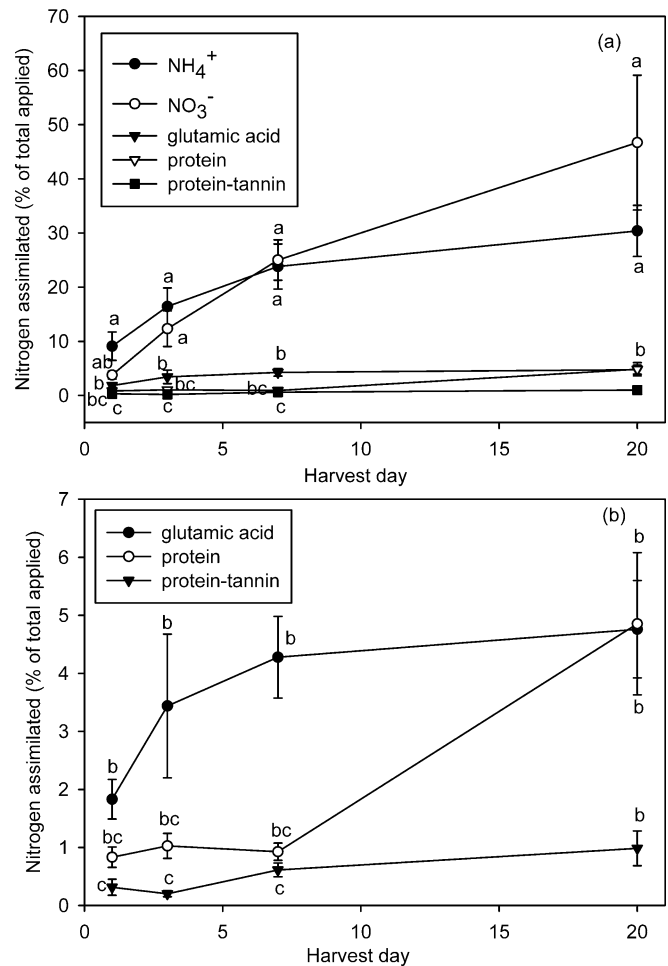 70
60
50
40
30
20
10
0
Nitrogen assimilated (% of total applied)
(a)
NH4+
NO3-
glutamic acid
protein
protein-tannin
a
ab
b
bc
c
a
a
b
bc
c
a
a
b
bc
c
a
a
b
0
5
10
15
20
Harvest day
7
6
5
4
3
2
1
0
Nitrogen assimilated (% of total applied)
(b)
glutamic acid
protein
protein-tannin
b
bc
c
b
bc
c
b
bc
c
b
b
b
0
5
10
15
20
Harvest day